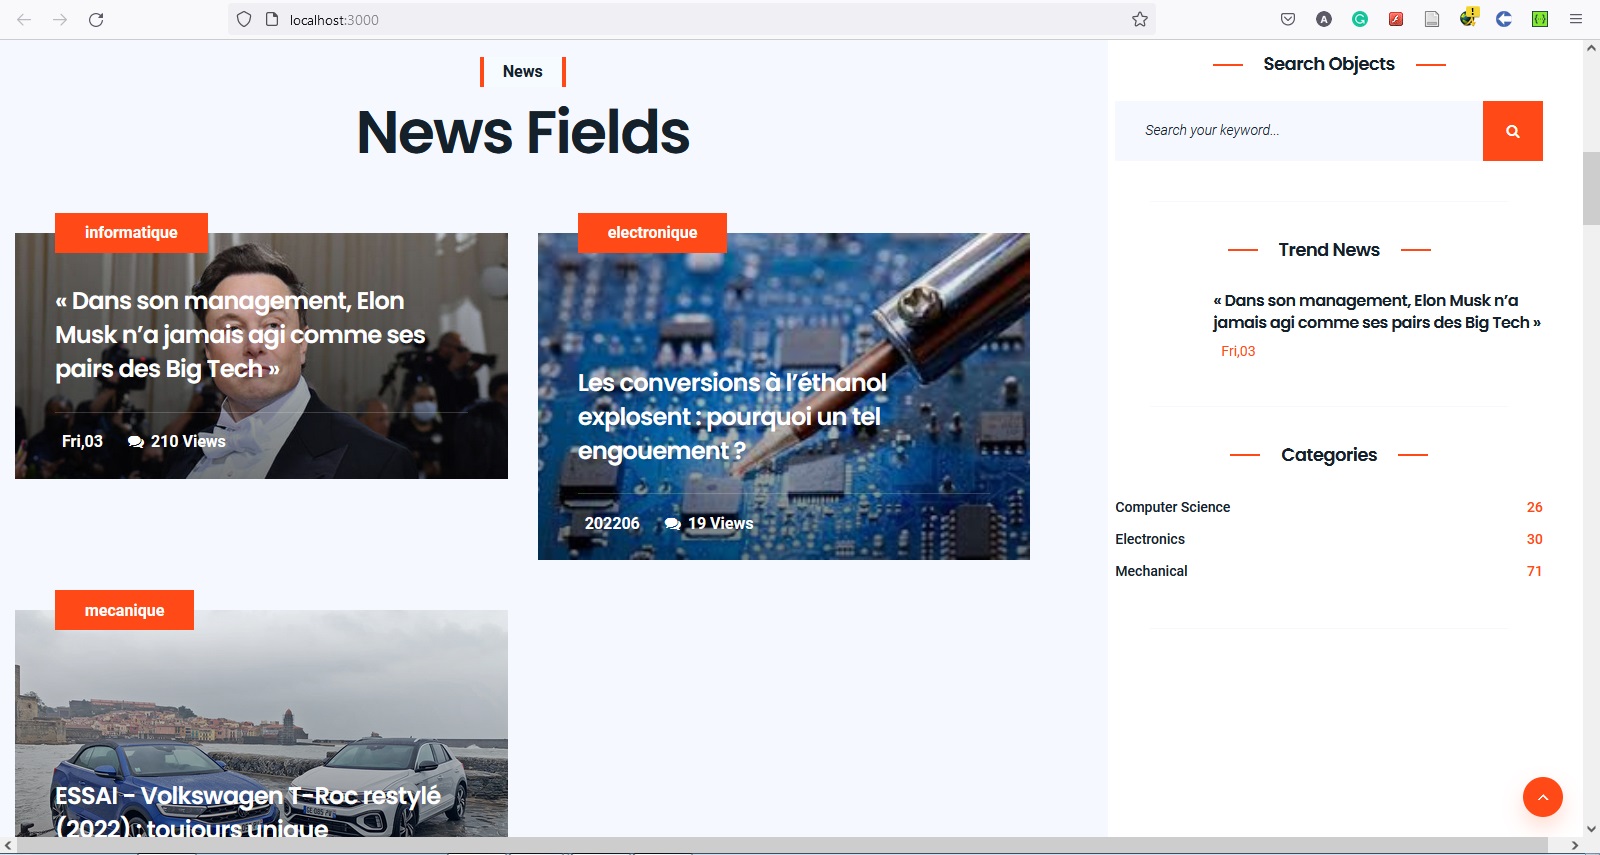 localhost:3000
News
News Fields
informatique
« Dans son management, Elon
Musk n’a jamais agi comme ses
pairs des Big Tech »
Fri,03 210 Views
electronique
Les conversions à l’éthanol
explosent : pourquoi un tel
engouement ?
202206 19 Views
mecanique
ESSAI – Volkswagen T-Roc restylé
(2022) : toujours unique
Search Objects
Search your keyword...
Trend News
« Dans son management, Elon Musk n’a
jamais agi comme ses pairs des Big Tech »
Fri,03
Categories
Computer Science 26
Electronics 30
Mechanical 71